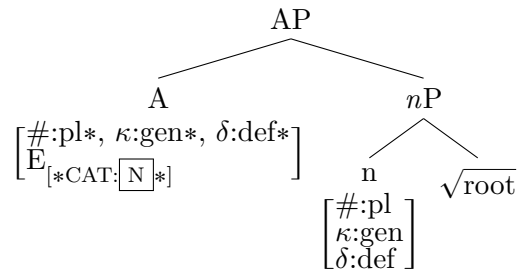 AP
A nP
[#:pl∗, κ:gen∗, δ:def∗
E[∗CAT: N ∗]]
n √root
[#:pl
κ:gen
δ:def]